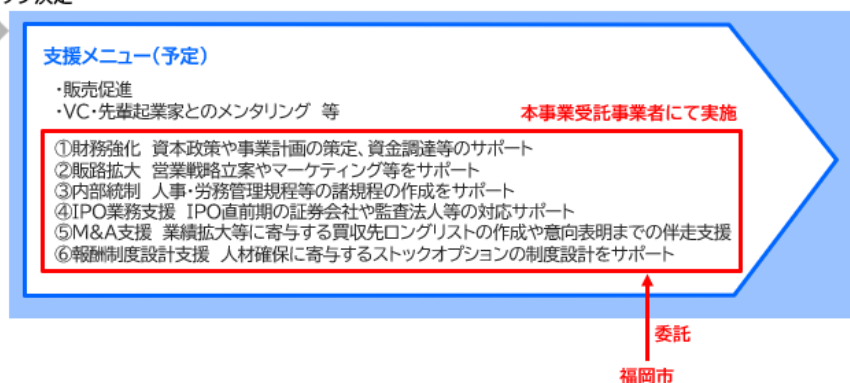 支援メニュー(予定)
・販売促進
・VC・先輩起業家とのメンタリング 等
本事業受託事業者にて実施
①財務強化 資本政策や事業計画の策定、資金調達等のサポート
②販路拡大 営業戦略立案やマーケティング等をサポート
③内部統制 人事・労務管理規程等の諸規程の作成をサポート
④IPO業務支援 IPO直前期の証券会社や監査法人等の対応サポート
⑤M&A支援 業績拡大等に寄与する買収先ロングリストの作成や意向表明までの伴走支援
⑥報酬制度設計支援 人材確保に寄与するストックオプションの制度設計をサポート
委託
福岡市